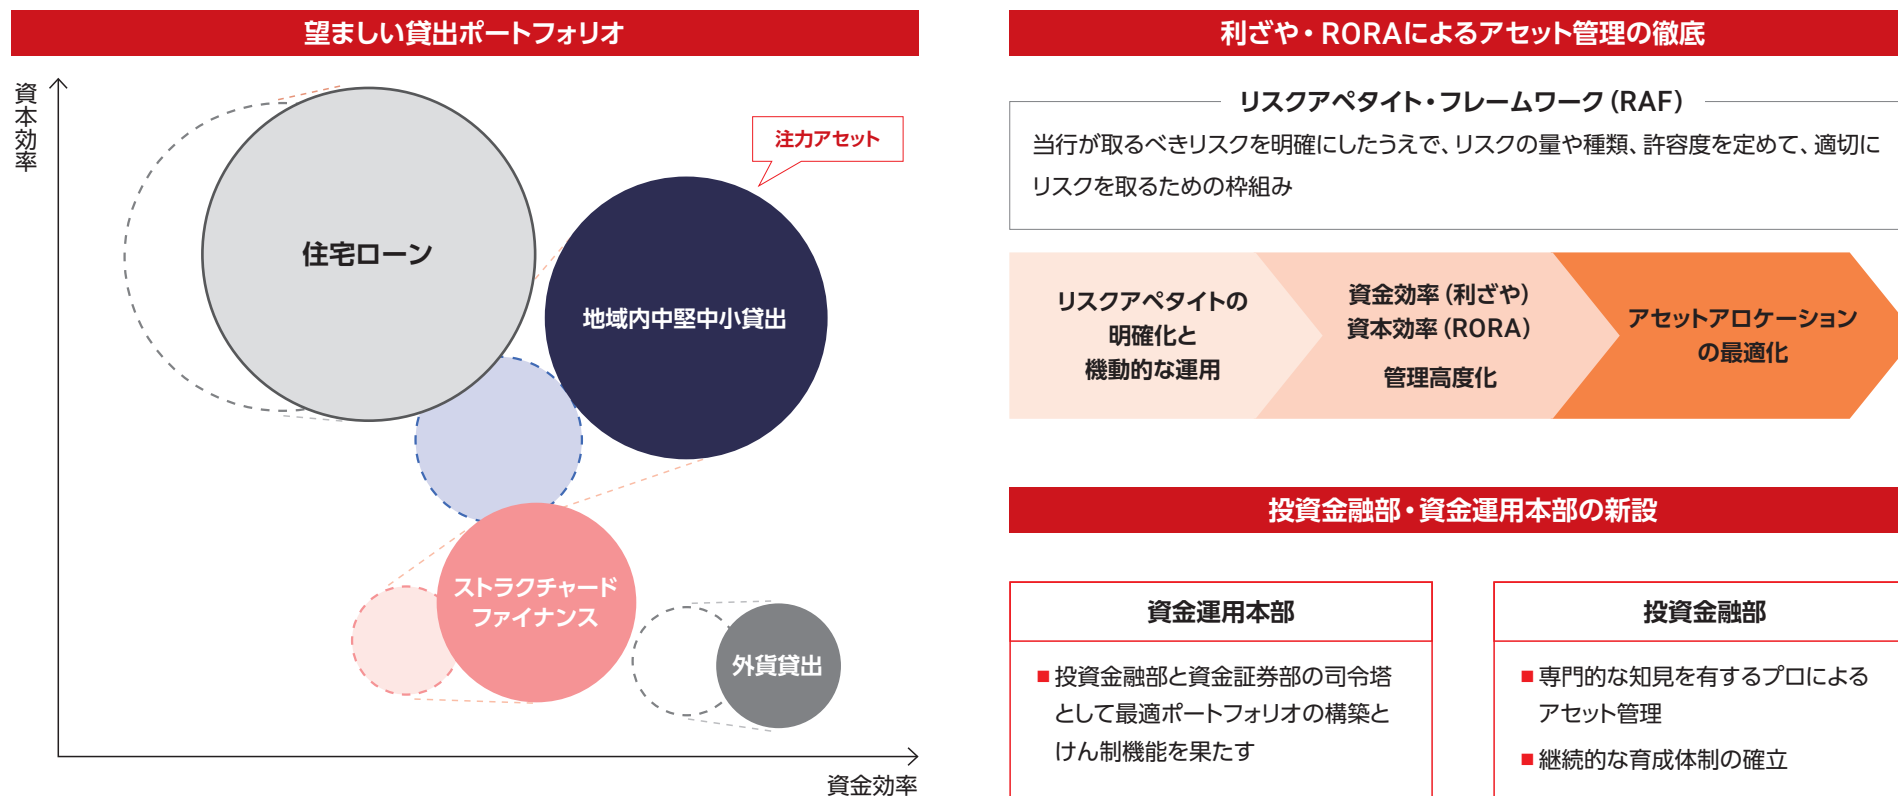 望ましい貸出ポートフォリオ
資本効率
注力アセット
住宅ローン
地域内中堅中小貸出
ストラクチャード
ファイナンス
外貨貸出
資金効率
利ざや・RORAによるアセット管理の徹底
リスクアペタイト・フレームワーク(RAF)
当行が取るべきリスクを明確にしたうえで、リスクの量や種類、許容度を定めて、適切に
リスクを取るための枠組み
リスクアペタイトの
明確化と
機動的な運用
資金効率(利ざや)
資本効率(RORA)
管理高度化
アセットアロケーション
の最適化
投資金融部・資金運用本部の新設
資金運用本部
■投資金融部と資金証券部の司令塔
として最適ポートフォリオの構築と
けん制機能を果たす
投資金融部
■専門的な知見を有するプロによる
アセット管理
■継続的な育成体制の確立